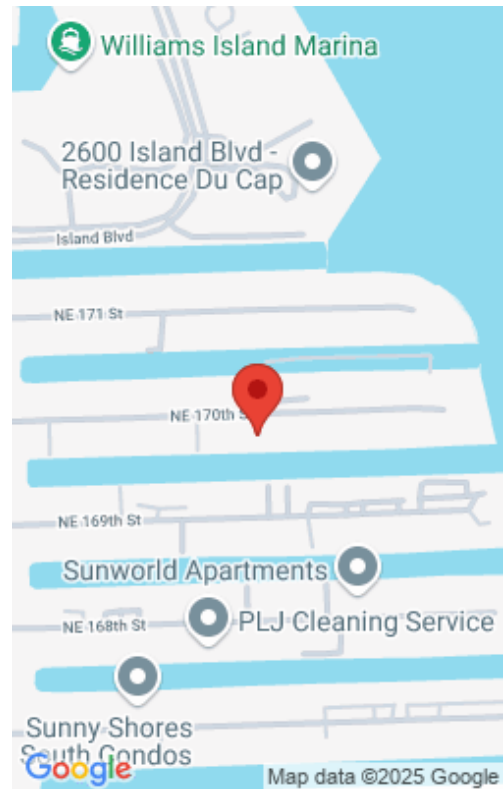 Williams Island Marina
2600 Island Blvd -
Residence Du Cap
Island Blvd
NE 171 St
NE 170th S
NE 169th St
Sunworld Apartments
NE 168th St
PLJ Cleaning Service
Sunny Shores
South Condos
Google
Map data ©2025 Google